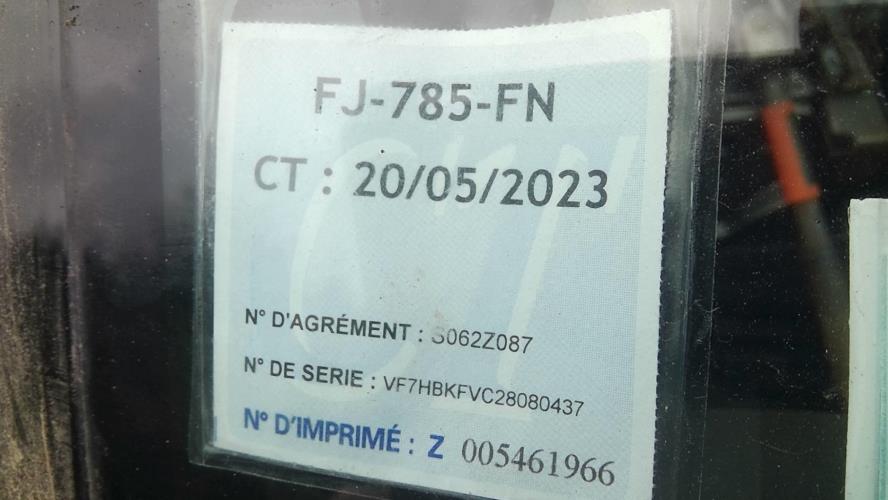 FJ-785-FN
CT : 20/05/2023
N° D'AGRÉMENT : S062Z087
N° DE SERIE : VF7HBKFVC28080437
N° D'IMPRIMÉ : Z 005461966